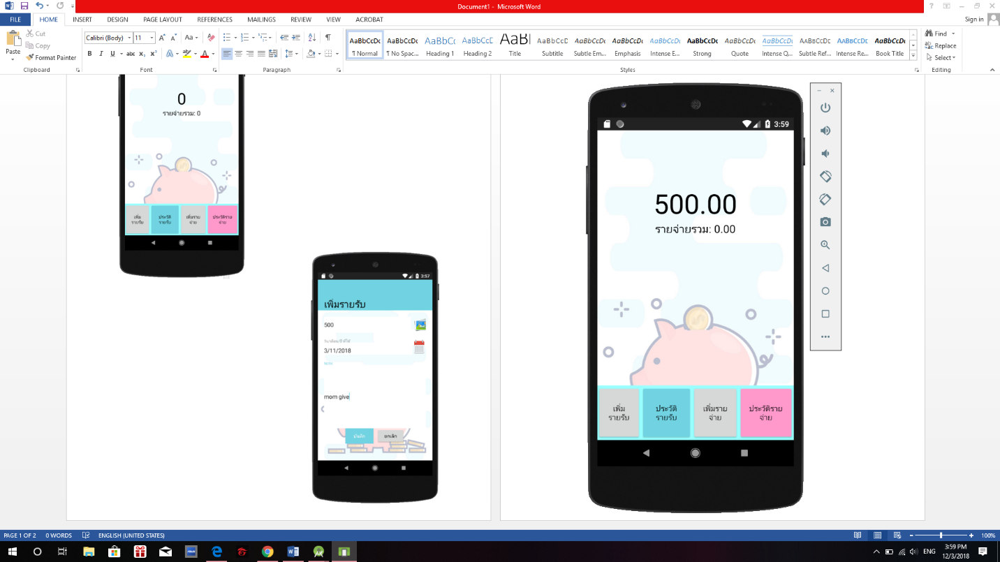 Document1 - Microsoft Word
?
Sign in
FILE
HOME
INSERT
DESIGN
PAGE LAYOUT
REFERENCES
MAILINGS
REVIEW
VIEW
ACROBAT
Paste
Cut
Copy
Format Painter
Clipboard
Calibri (Body)
11
Font
Paragraph
AaBbCcDc
¶ Normal
AaBbCcDc
¶ No Spac...
AaBbCc
Heading 1
AaBbCcE
Heading 2
AaBl
Title
AaBbCcD
Subtitle
AaBbCcDt
Subtle Em...
AaBbCcDt
Emphasis
AaBbCcDt
Intense E...
AaBbCcDc
Strong
AaBbCcDt
Quote
AaBbCcDt
Intense Q...
AABBCCDD
Subtle Ref...
AABBCCDD
Intense Re...
AaBbCcDt
Book Title
Styles
Find
Replace
Select
Editing
0
รายจ่ายรวม: 0
เพิ่ม
รายรับ
ประวัติ
รายรับ
เพิ่มราย
จ่าย
ประวัติราย
จ่าย
3:57
เพิ่มรายรับ
500
3/11/2018
Note
mom give
บันทึก
ยกเลิก
3:59
500.00
รายจ่ายรวม: 0.00
เพิ่ม
รายรับ
ประวัติ
รายรับ
เพิ่มราย
จ่าย
ประวัติราย
จ่าย
PAGE 1 OF 2
0 WORDS
ENGLISH (UNITED STATES)
100%
ENG
3:59 PM
12/3/2018